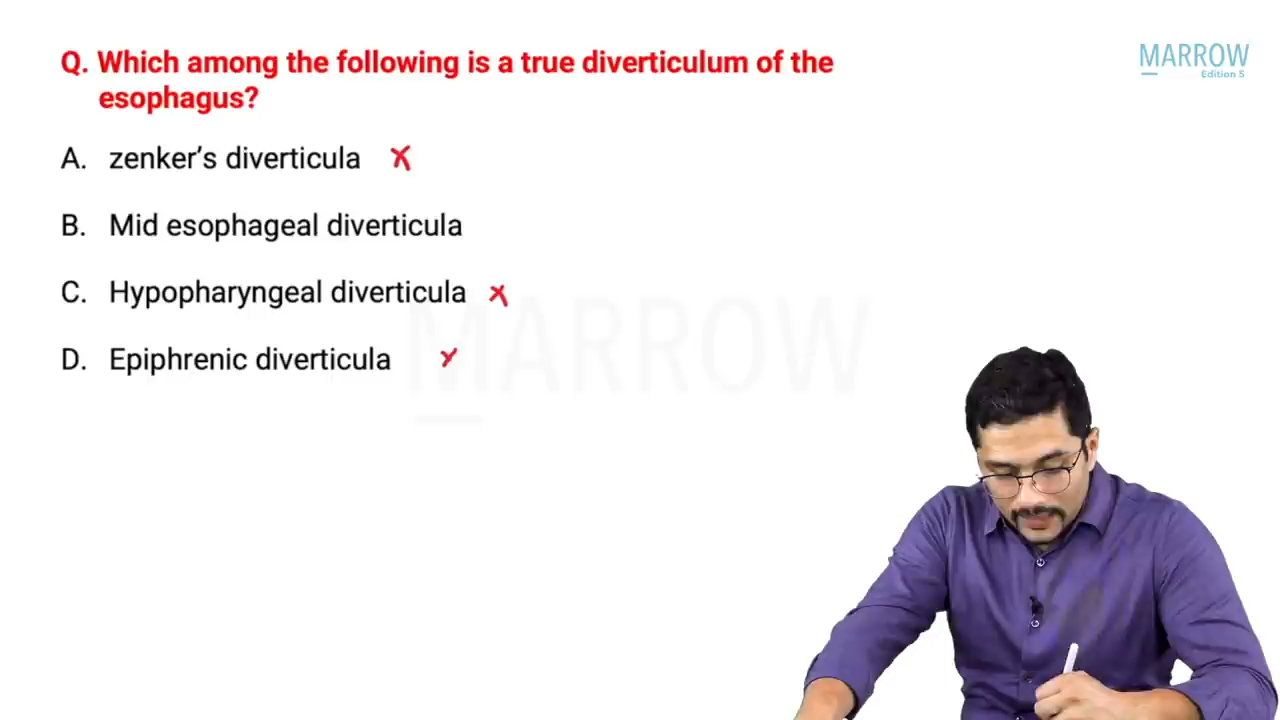 Q. Which among the following is a true diverticulum of the
esophagus?
MARROW
Edition 5
A. zenker's diverticula x
B. Mid esophageal diverticula
C. Hypopharyngeal diverticula x
D. Epiphrenic diverticula x
MARROW